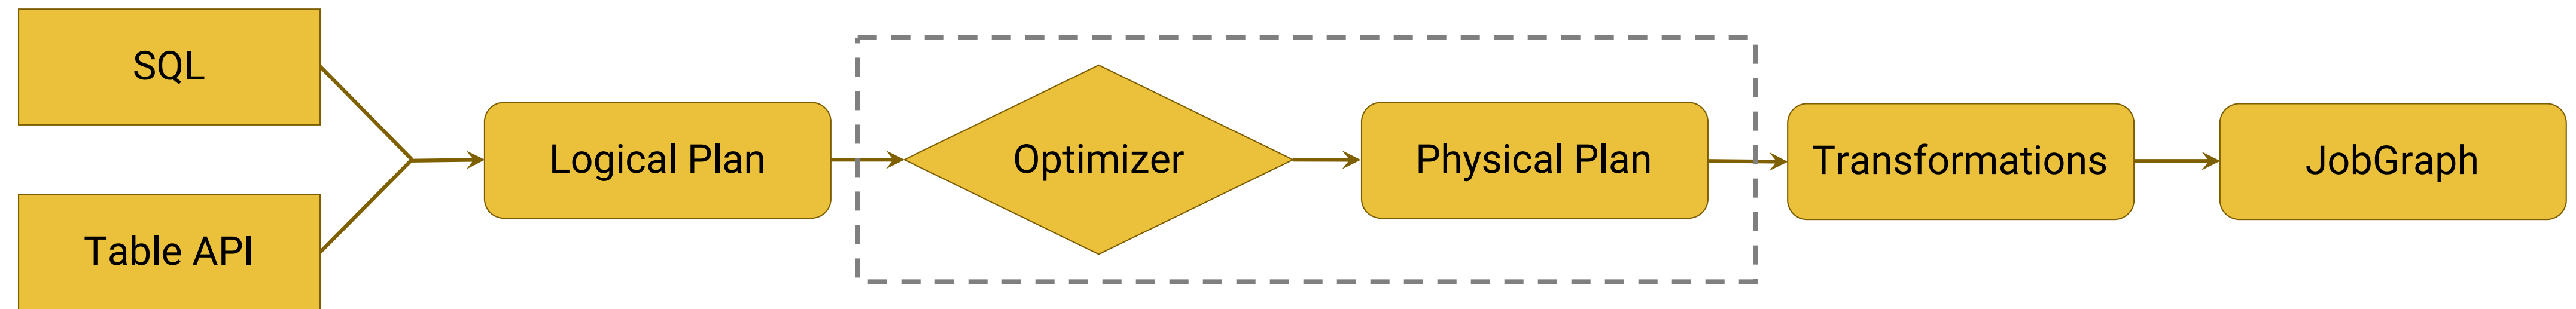 SQL
Table API
Logical Plan
Optimizer
Physical Plan
Transformations
JobGraph